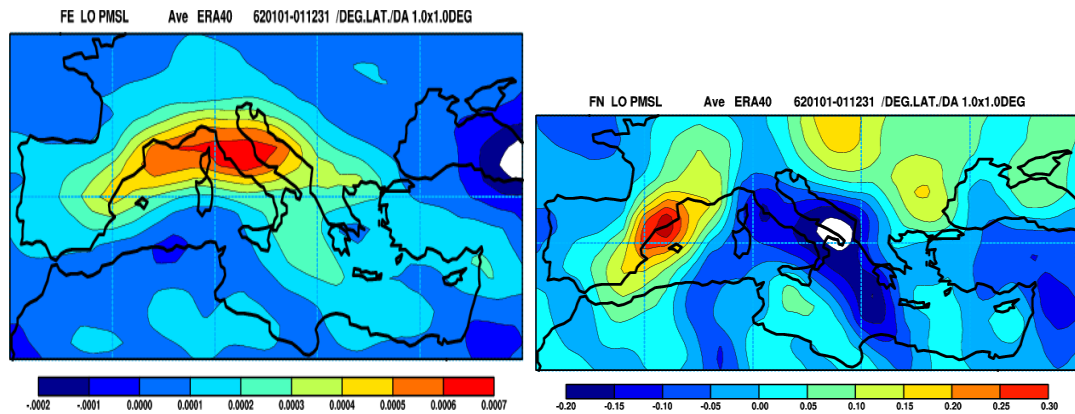 FE LO PMSL Ave ERA40 620101-011231 /DEG.LAT./DA 1.0x1.0DEG
-.0002 -.0001 0.0000 0.0001 0.0002 0.0003 0.0004 0.0005 0.0006 0.0007
FN LO PMSL Ave ERA40 620101-011231 /DEG.LAT./DA 1.0x1.0DEG
-0.20 -0.10 -0.05 0.00 0.05 0.10 0.15 0.20 0.25 0.30